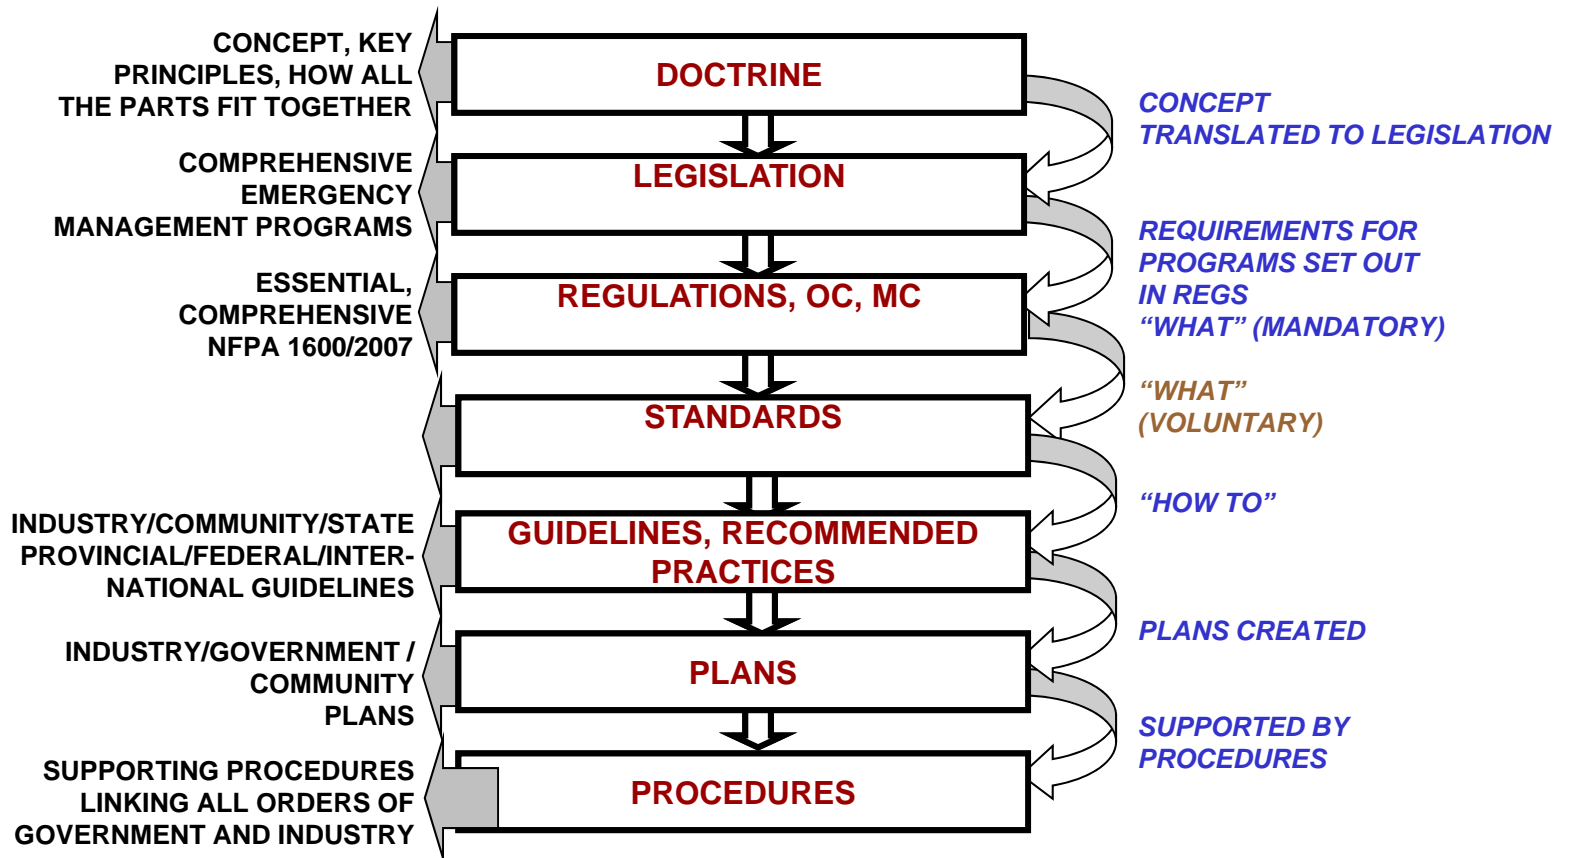 CONCEPT, KEY
PRINCIPLES, HOW ALL
THE PARTS FIT TOGETHER
DOCTRINE
CONCEPT
TRANSLATED TO LEGISLATION
COMPREHENSIVE
EMERGENCY
MANAGEMENT PROGRAMS
LEGISLATION
REQUIREMENTS FOR
PROGRAMS SET OUT
IN REGS
“WHAT” (MANDATORY)
ESSENTIAL,
COMPREHENSIVE
NFPA 1600/2007
REGULATIONS, OC, MC
“WHAT”
(VOLUNTARY)
STANDARDS
“HOW TO”
INDUSTRY/COMMUNITY/STATE
PROVINCIAL/FEDERAL/INTER-
NATIONAL GUIDELINES
GUIDELINES, RECOMMENDED
PRACTICES
PLANS CREATED
INDUSTRY/GOVERNMENT /
COMMUNITY
PLANS
PLANS
SUPPORTED BY
PROCEDURES
SUPPORTING PROCEDURES
LINKING ALL ORDERS OF
GOVERNMENT AND INDUSTRY
PROCEDURES